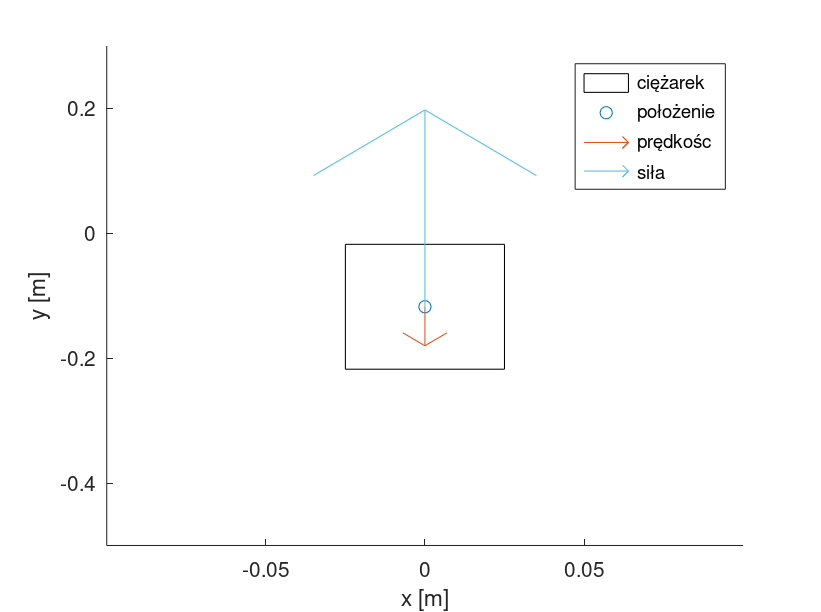 0.2
0
-0.2
-0.4
y [m]
-0.05
0
0.05
x [m]
ciężarek
położenie
prędkośc
siła